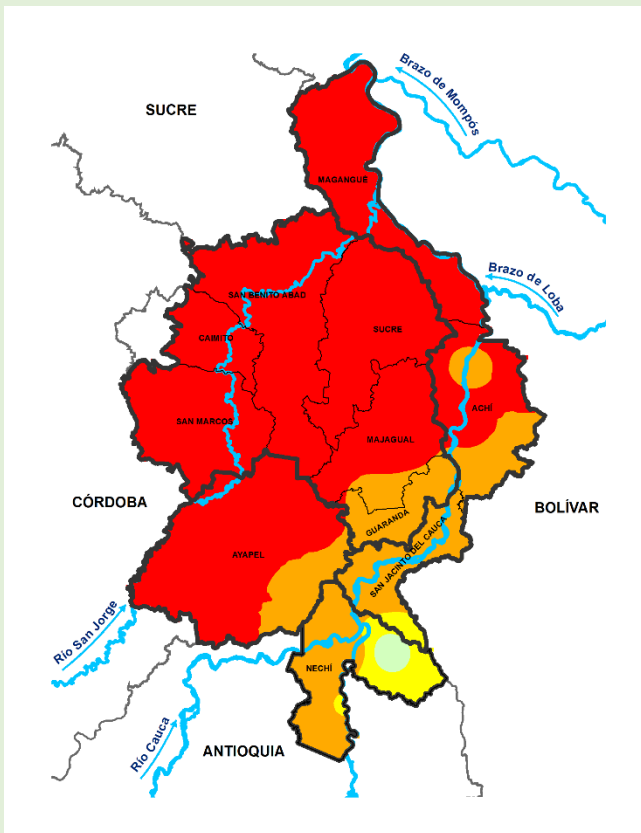 Brazo de Mompós
SUCRE
MAGANGUÉ
Brazo de Loba
SAN BENITO ABAD
SUCRE
CAIMITO
ACHÍ
SAN MARCOS
MAJAGUAL
CÓRDOBA
BOLÍVAR
GUARANDA
AYAPEL
SAN JACINTO DEL CAUCA
Río San Jorge
NECHÍ
Río Cauca
ANTIOQUIA